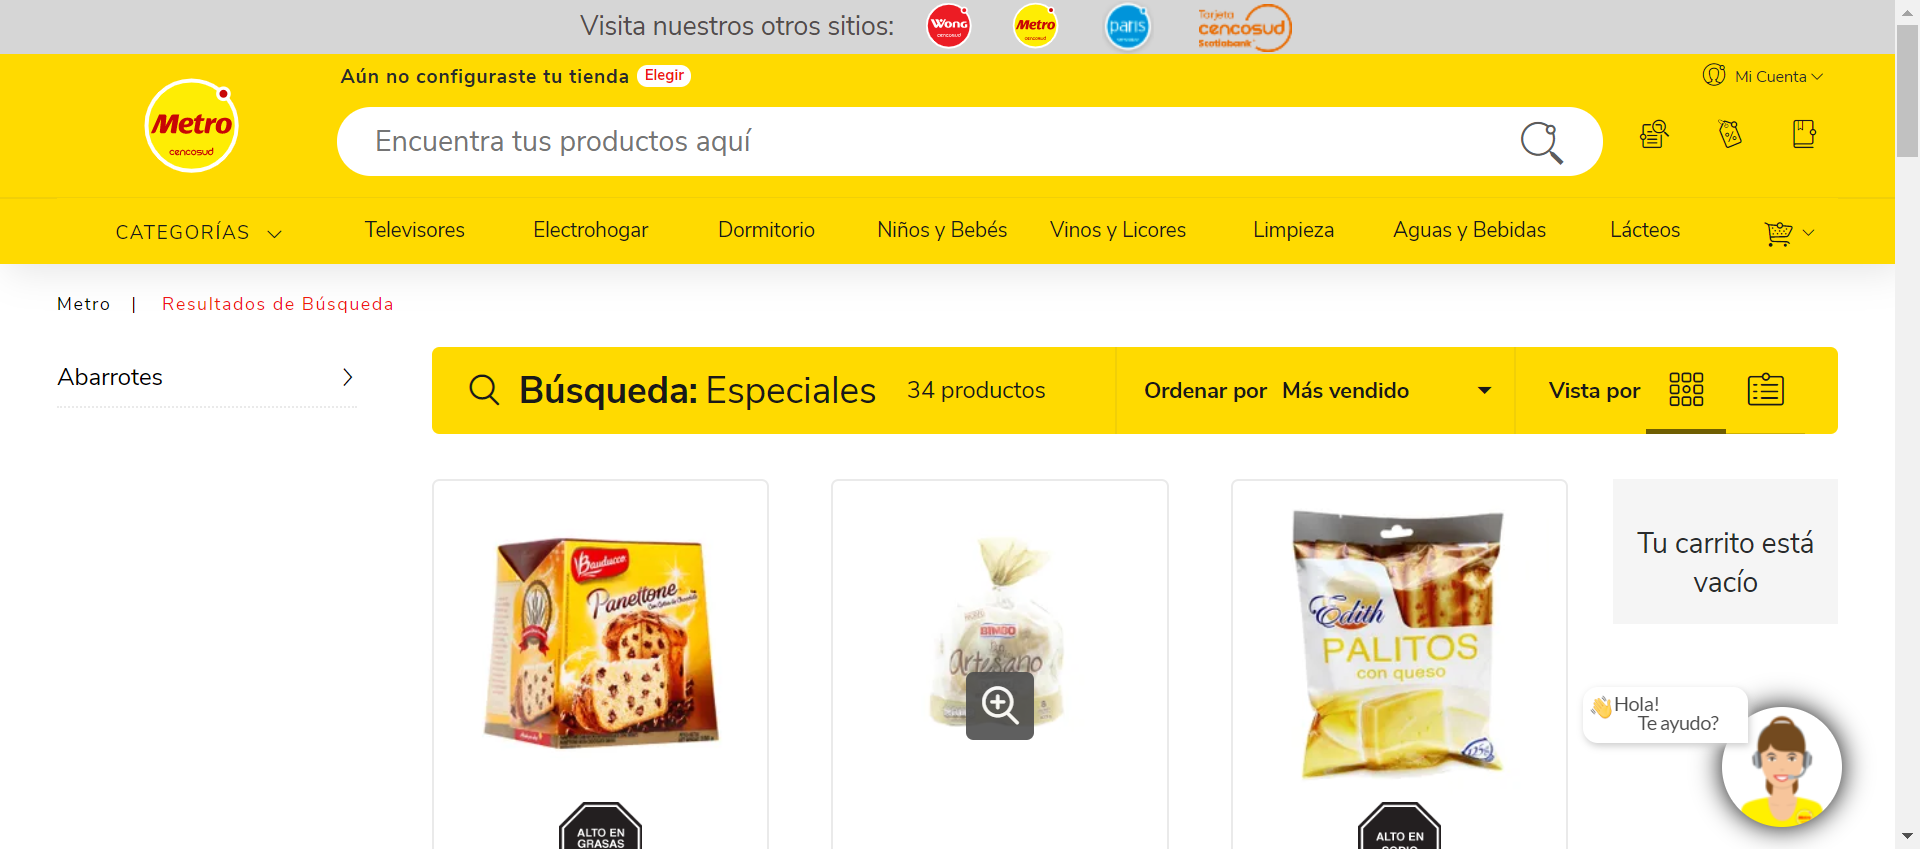 Visita nuestros otros sitios:
Wong
cencosud
Metro
cencosud
paris
Tarjeta
cencosud
Scotiabank
Aún no configuraste tu tienda Elegir
Mi Cuenta
Metro
cencosud
Encuentra tus productos aquí
CATEGORÍAS
Televisores
Electrohogar
Dormitorio
Niños y Bebés
Vinos y Licores
Limpieza
Aguas y Bebidas
Lácteos
Metro | Resultados de Búsqueda
Abarrotes
Búsqueda: Especiales 34 productos
Ordenar por Más vendido
Vista por
Bauducco
Panettone
BIMBO
Artesano
Edith
PALITOS
con queso
Tu carrito está
vacío
Hola!
Te ayudo?
ALTO EN
GRASAS
ALTO EN
SODIO